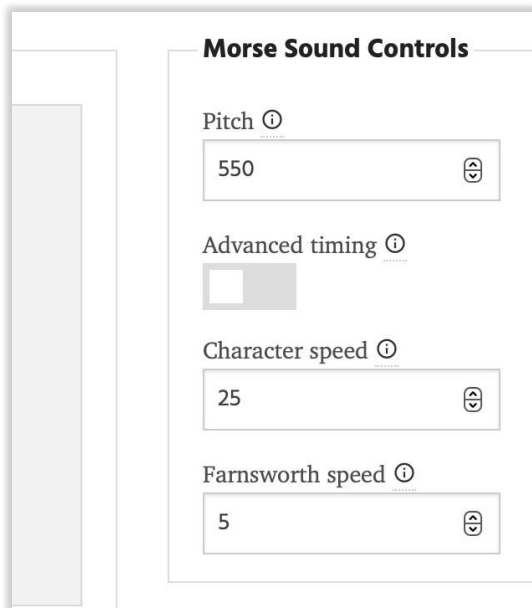 Morse Sound Controls
Pitch
550
Advanced timing
Character speed
25
Farnsworth speed
5